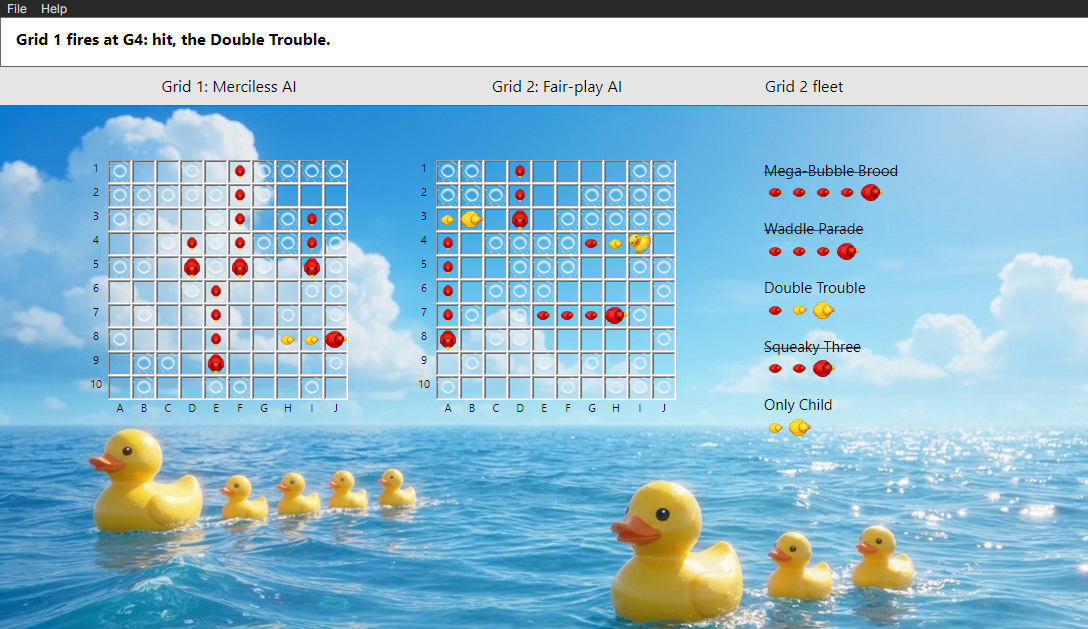 File Help
Grid 1 fires at G4: hit, the Double Trouble.
Grid 1: Merciless AI Grid 2: Fair-play AI Grid 2 fleet
1 1 Mega-Bubble Brood
2 2
3 3 Waddle Parade
4 4
5 5
6 6 Double Trouble
7 7
8 8 Squeaky Three
9 9
10 10
A B C D E F G H I J A B C D E F G H I J Only Child